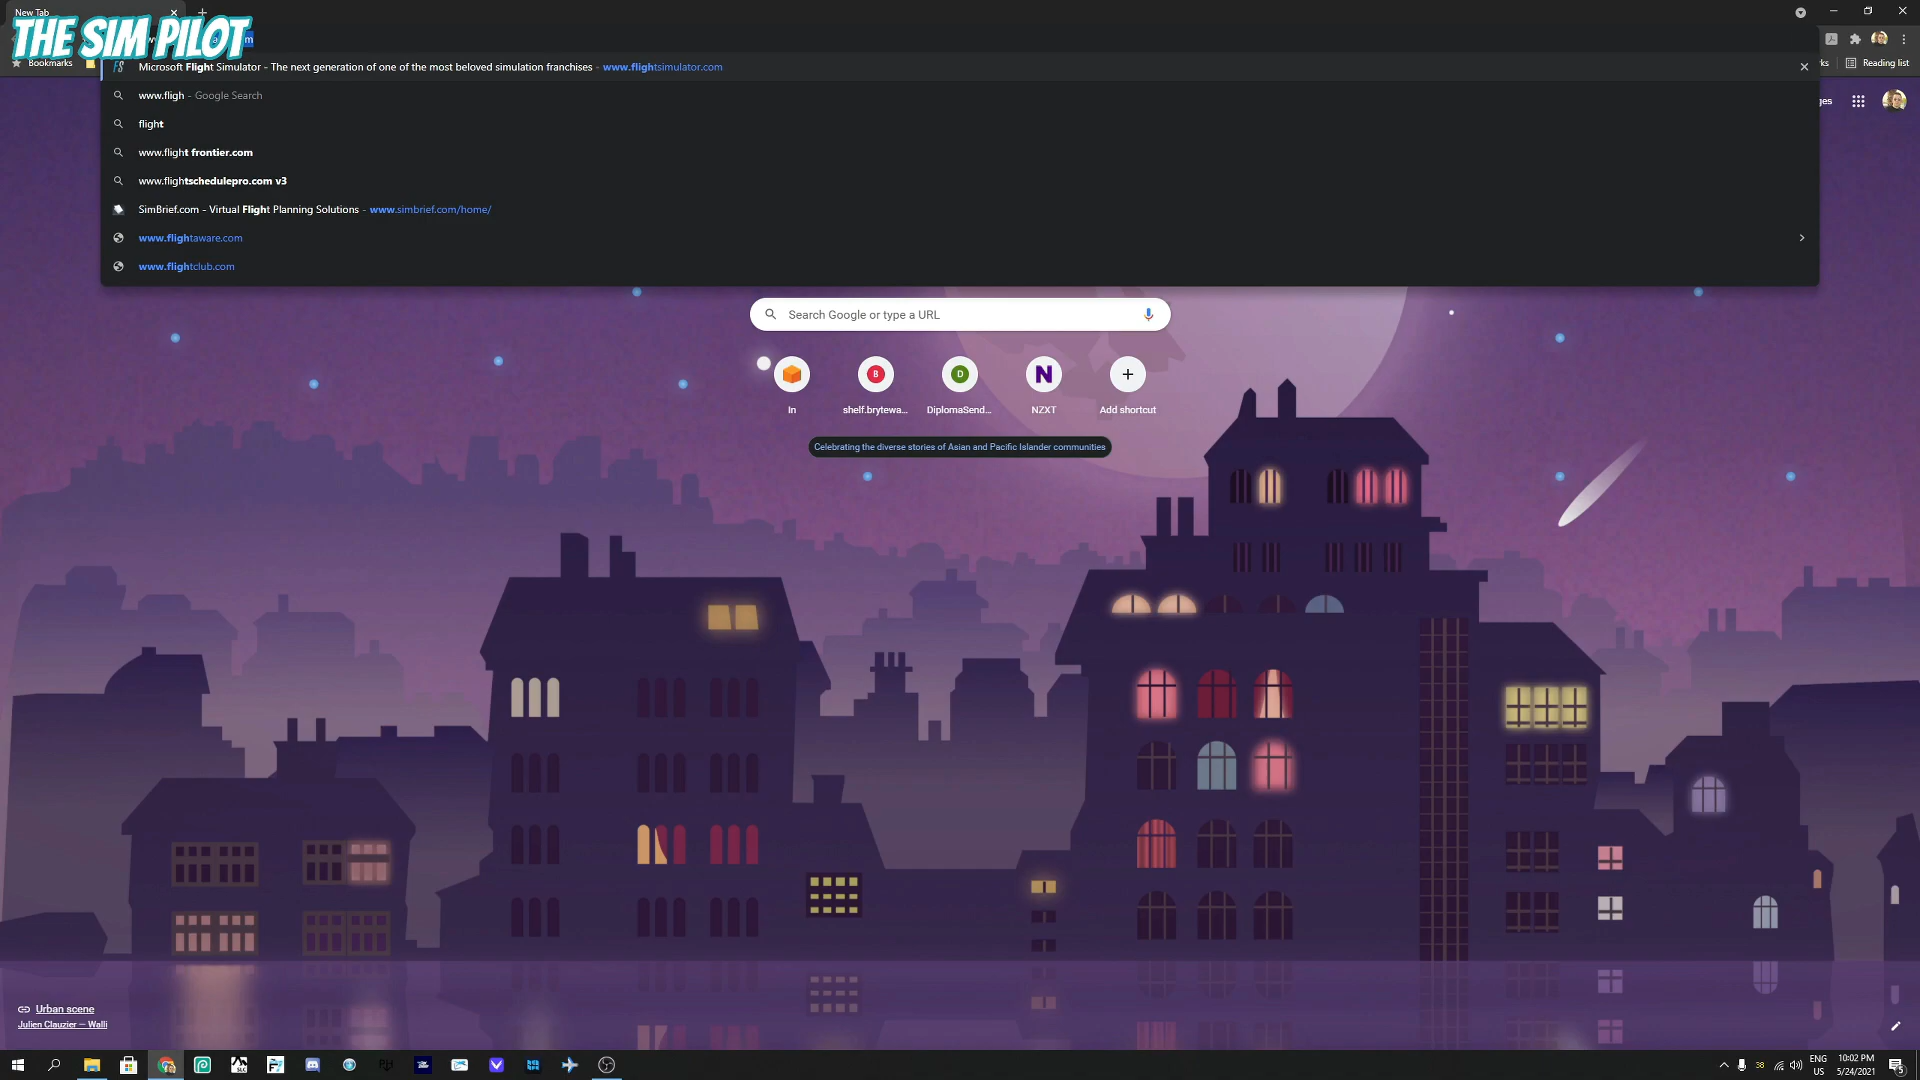 New Tab
THE SIM PILOT
m
Bookmarks
Reading list
Microsoft Flight Simulator - The next generation of one of the most beloved simulation franchises - www.flightsimulator.com
www.fligh - Google Search
flight
www.flight frontier.com
www.flightschedulepro.com v3
SimBrief.com - Virtual Flight Planning Solutions - www.simbrief.com/home/
www.flightaware.com
www.flightclub.com
Search Google or type a URL
In
shelf.brytewa...
DiplomaSend...
NZXT
Add shortcut
Celebrating the diverse stories of Asian and Pacific Islander communities
Urban scene
Julien Clauzier — Walli
ENG
US
10:02 PM
5/24/2021
38
5